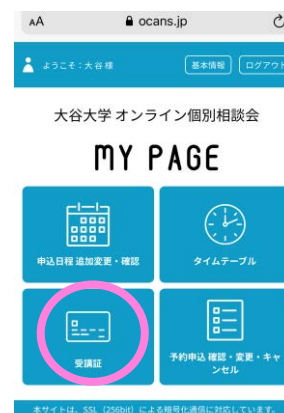 AA ocans.jp
ようこそ:大谷様 基本情報 ログアウト
大谷大学 オンライン個別相談会
MY PAGE
申込日程 追加変更・確認
タイムテーブル
受講証
予約申込 確認・変更・キャ
ンセル
本サイトは、SSL(256bit)による暗号化通信に対応しています。